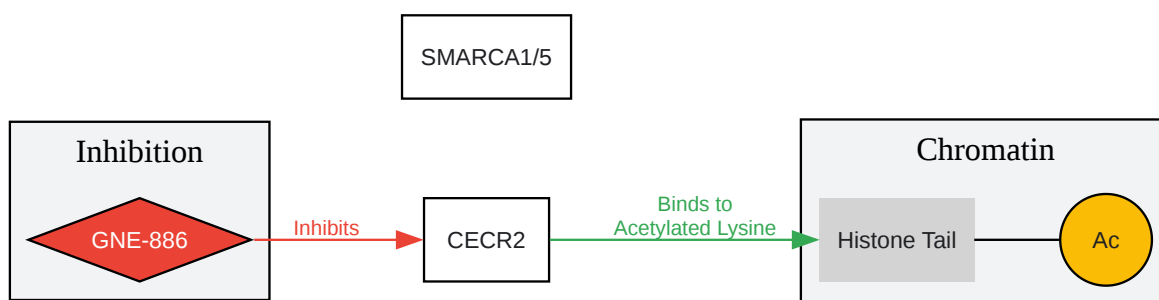 SMARCA1/5
Inhibition
Chromatin
GNE-886
Inhibits
CECR2
Binds to
Acetylated Lysine
Histone Tail
Ac